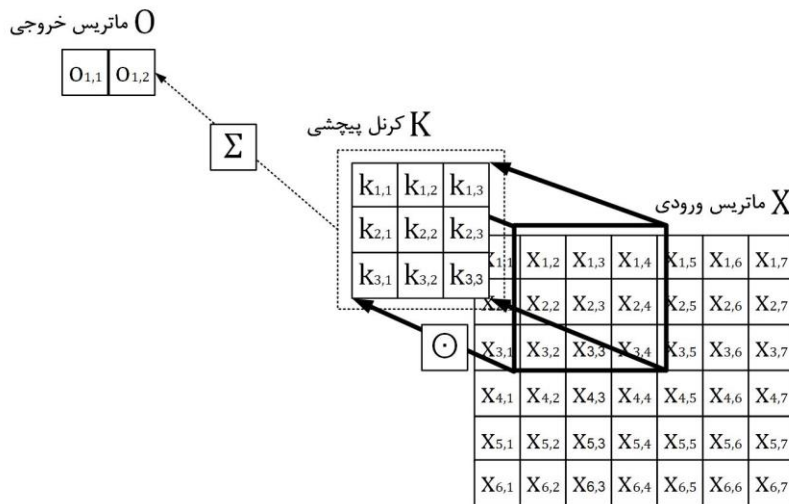 ماتریس خروجی O
o1,1 o1,2
Σ
کرنل پیچشی K
k1,1 k1,2 k1,3
k2,1 k2,2 k2,3
k3,1 k3,2 k3,3
⊙
ماتریس ورودی X
x1,1 x1,2 x1,3 x1,4 x1,5 x1,6 x1,7
x2,2 x2,3 x2,4 x2,5 x2,6 x2,7
x3,1 x3,2 x3,3 x3,4 x3,5 x3,6 x3,7
x4,1 x4,2 x4,3 x4,4 x4,5 x4,6 x4,7
x5,1 x5,2 x5,3 x5,4 x5,5 x5,6 x5,7
x6,1 x6,2 x6,3 x6,4 x6,5 x6,6 x6,7